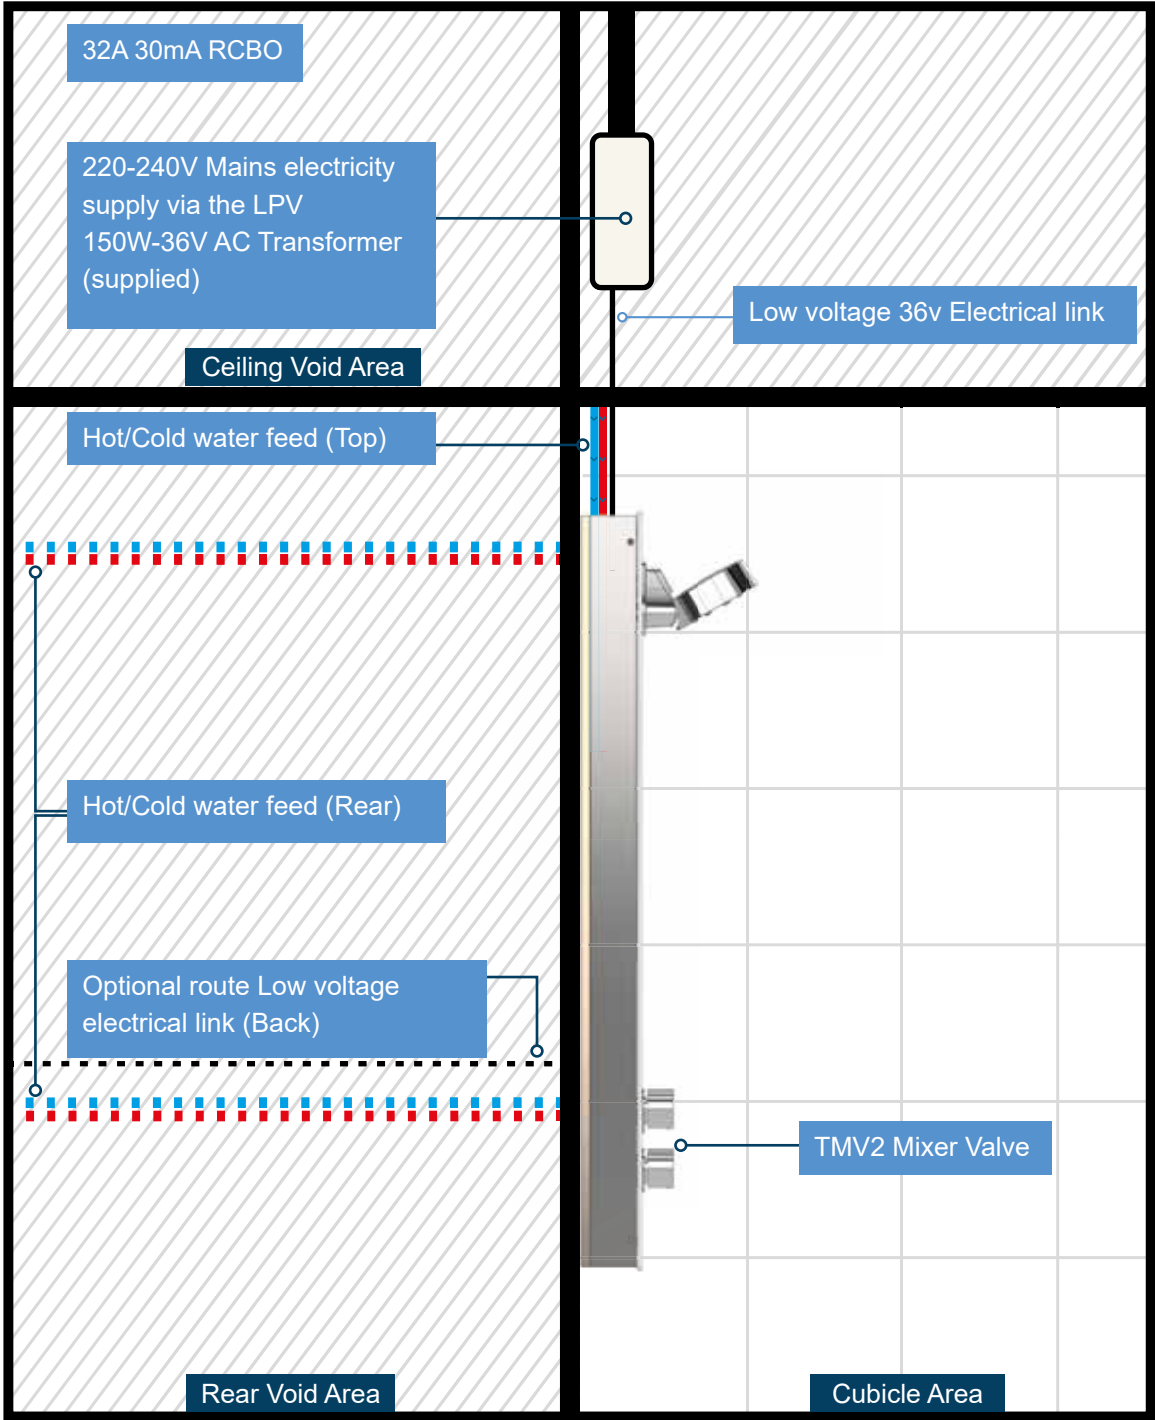 32A 30mA RCBO
220-240V Mains electricity
supply via the LPV
150W-36V AC Transformer
(supplied)
Low voltage 36v Electrical link
Ceiling Void Area
Hot/Cold water feed (Top)
Hot/Cold water feed (Rear)
Optional route Low voltage
electrical link (Back)
TMV2 Mixer Valve
Rear Void Area
Cubicle Area